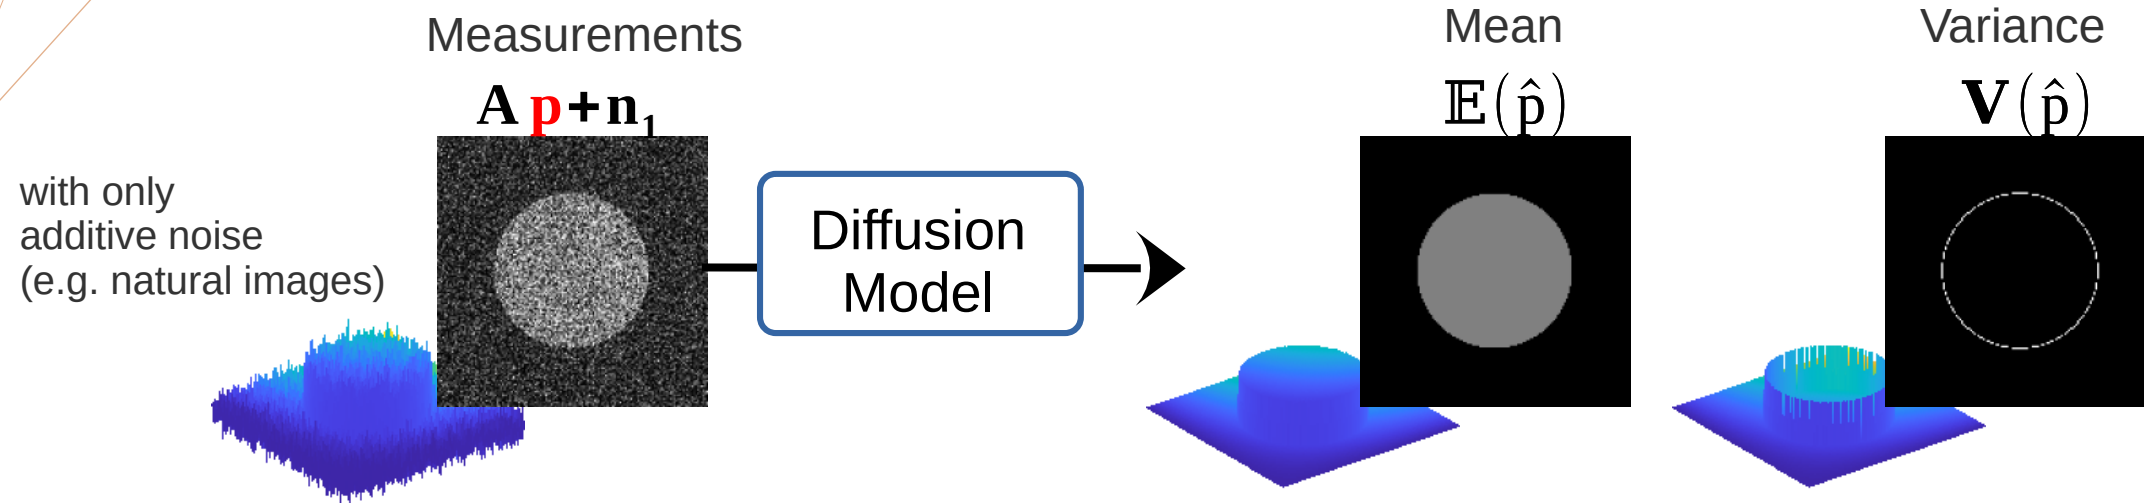 Measurements
A p+n₁
with only
additive noise
(e.g. natural images)
Diffusion
Model
Mean
𝔼(p̂)
Variance
V(p̂)